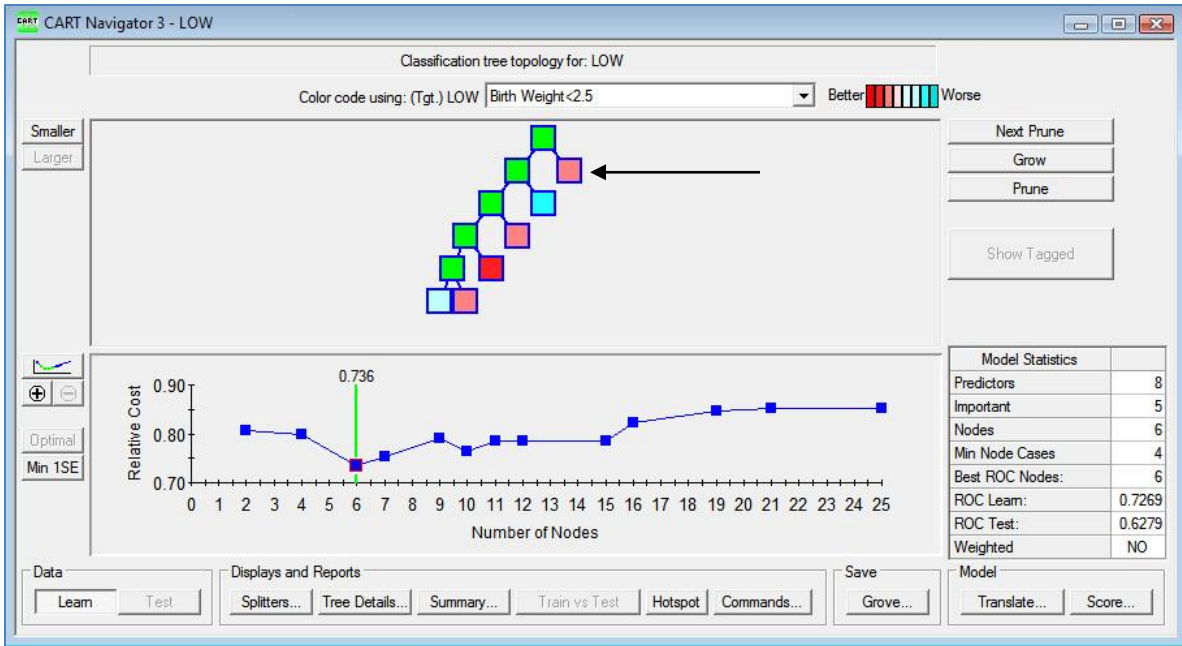 CART CART Navigator 3 - LOW
Classification tree topology for: LOW
Color code using: (Tgt.) LOW Birth Weight<2.5 Better Worse
Smaller
Larger
Next Prune
Grow
Prune
Show Tagged
Optimal
Min 1SE
Relative Cost
0.90
0.80
0.70
0.736
0 1 2 3 4 5 6 7 8 9 10 11 12 13 14 15 16 17 18 19 20 21 22 23 24 25
Number of Nodes
Model Statistics
Predictors 8
Important 5
Nodes 6
Min Node Cases 4
Best ROC Nodes: 6
ROC Learn: 0.7269
ROC Test: 0.6279
Weighted NO
Data
Learn Test
Displays and Reports
Splitters... Tree Details... Summary... Train vs Test Hotspot Commands...
Save
Grove...
Model
Translate... Score...